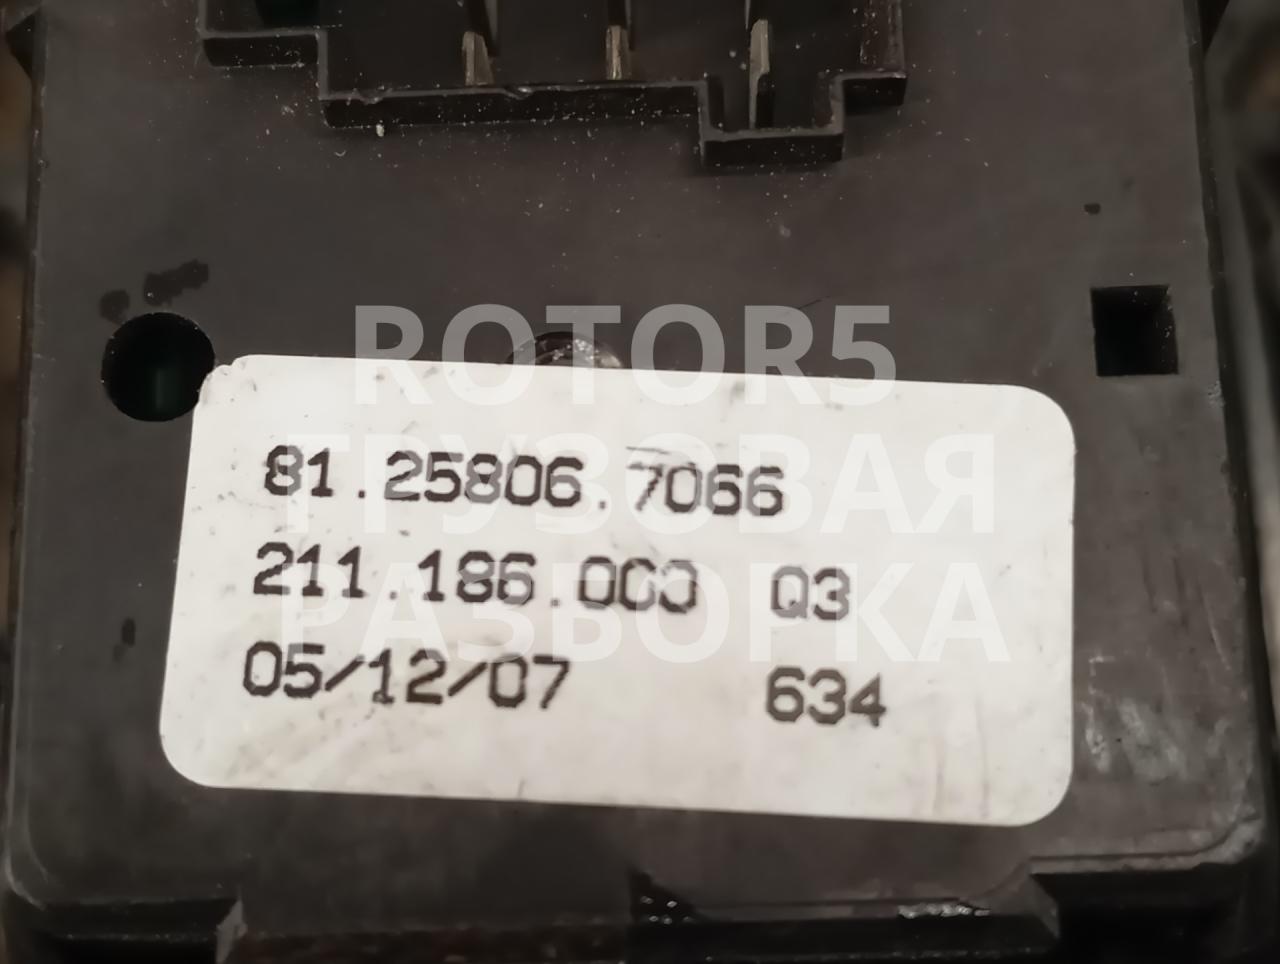 ROTOR5
ГРУЗОВАЯ
РАЗБОРКА
81.25806.7066
211.186.000 Q3
05/12/07 634